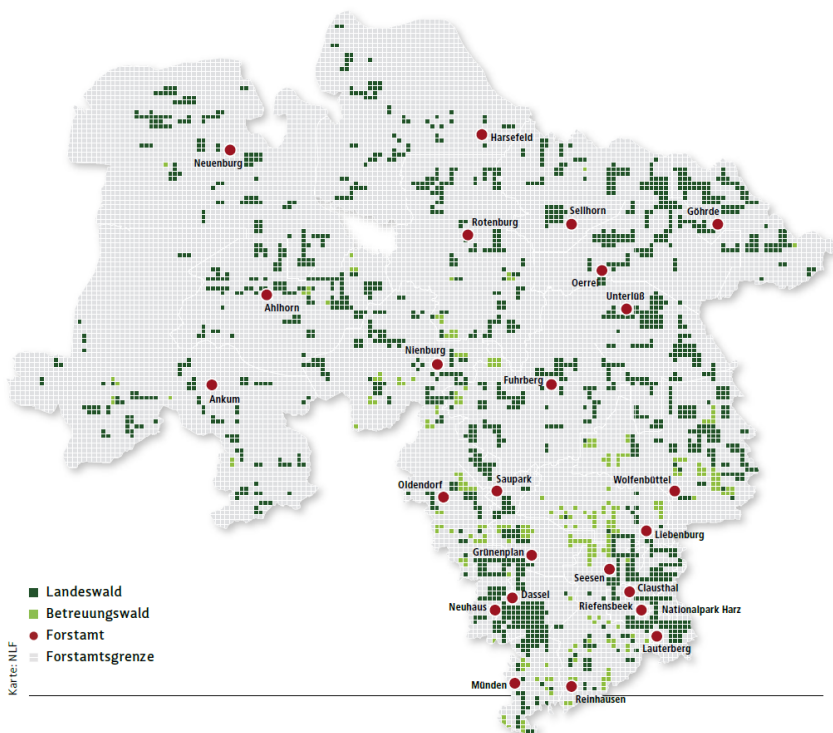 Harsefeld
Neuenburg
Rotenburg
Sellhorn
Göhrde
Oerrel
Ahlhorn
Unterlüß
Nienburg
Fuhrberg
Ankum
Oldendorf
Saupark
Wolfenbüttel
Liebenburg
Grünenplan
Seesen
Clausthal
Dassel
Neuhaus
Riefensbeek
Nationalpark Harz
Lauterberg
Münden
Reinhausen
Landeswald
Betreuungswald
Forstamt
Forstamtsgrenze
Karte: NLF